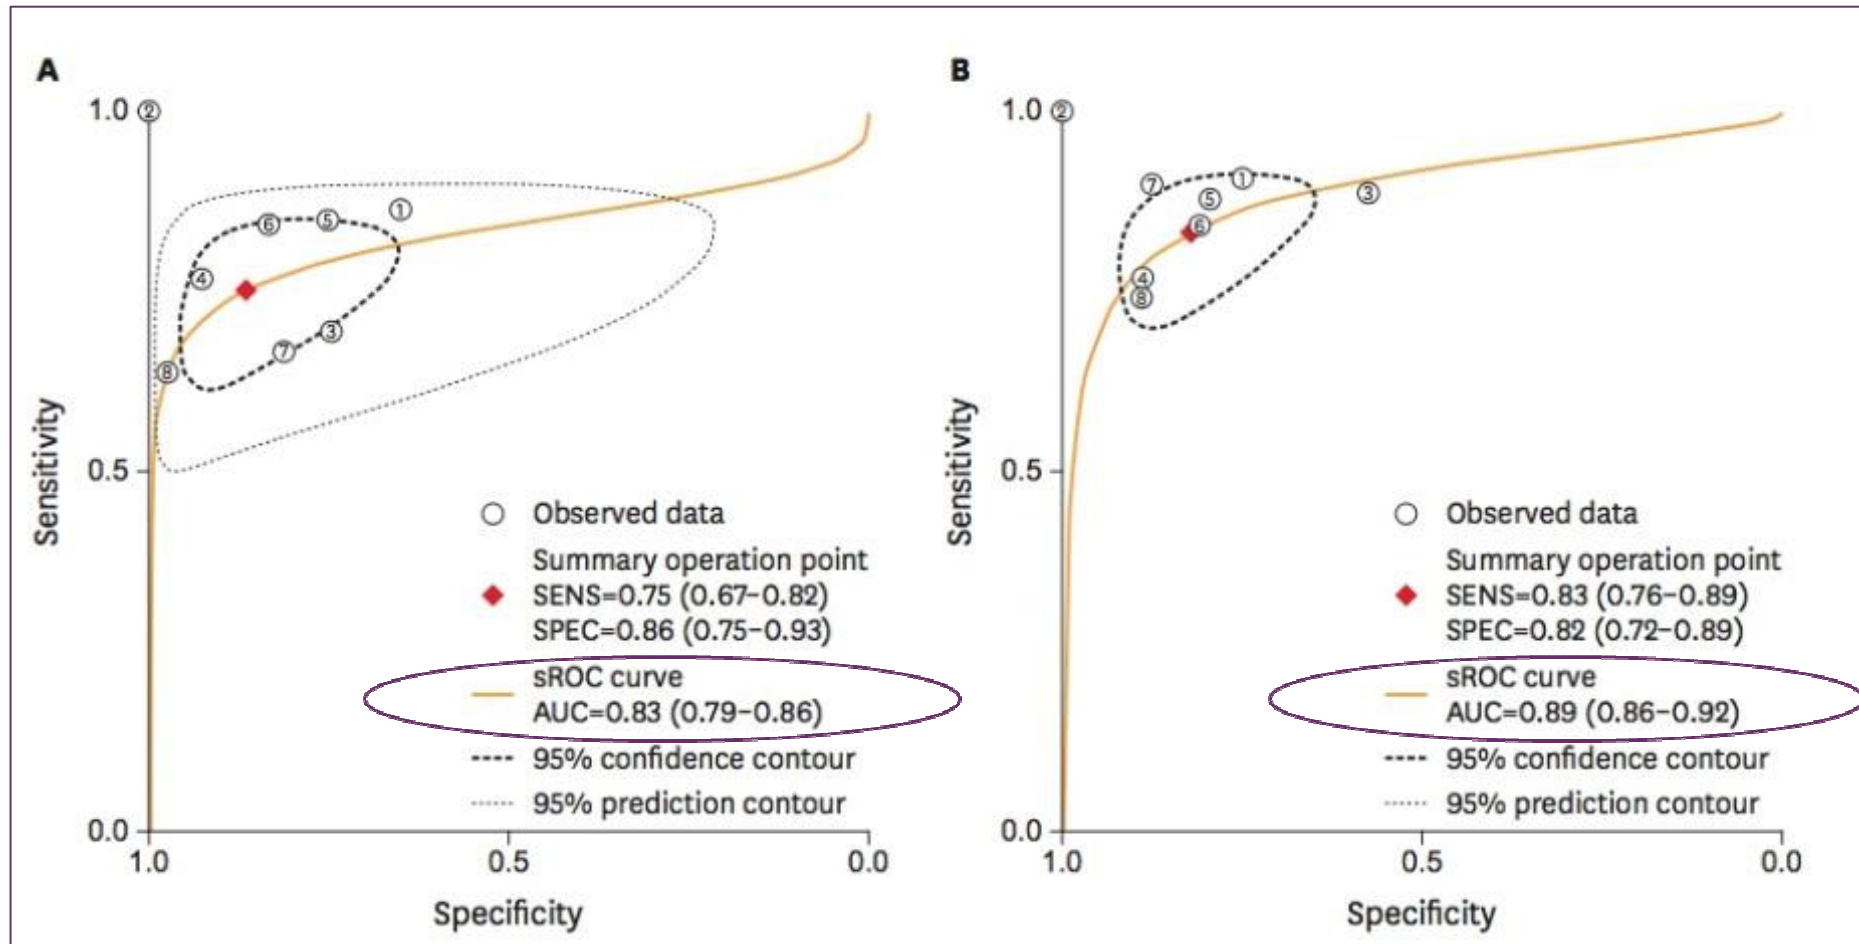 A
1.0
②
①
⑤
⑥
④
③
⑦
⑧
Sensitivity
0.5
Observed data
Summary operation point
SENS=0.75 (0.67–0.82)
SPEC=0.86 (0.75–0.93)
sROC curve
AUC=0.83 (0.79–0.86)
95% confidence contour
95% prediction contour
0.0
1.0
0.5
0.0
Specificity
B
1.0
②
⑦
①
③
⑤
⑥
④
⑧
Sensitivity
0.5
Observed data
Summary operation point
SENS=0.83 (0.76–0.89)
SPEC=0.82 (0.72–0.89)
sROC curve
AUC=0.89 (0.86–0.92)
95% confidence contour
95% prediction contour
0.0
1.0
0.5
0.0
Specificity